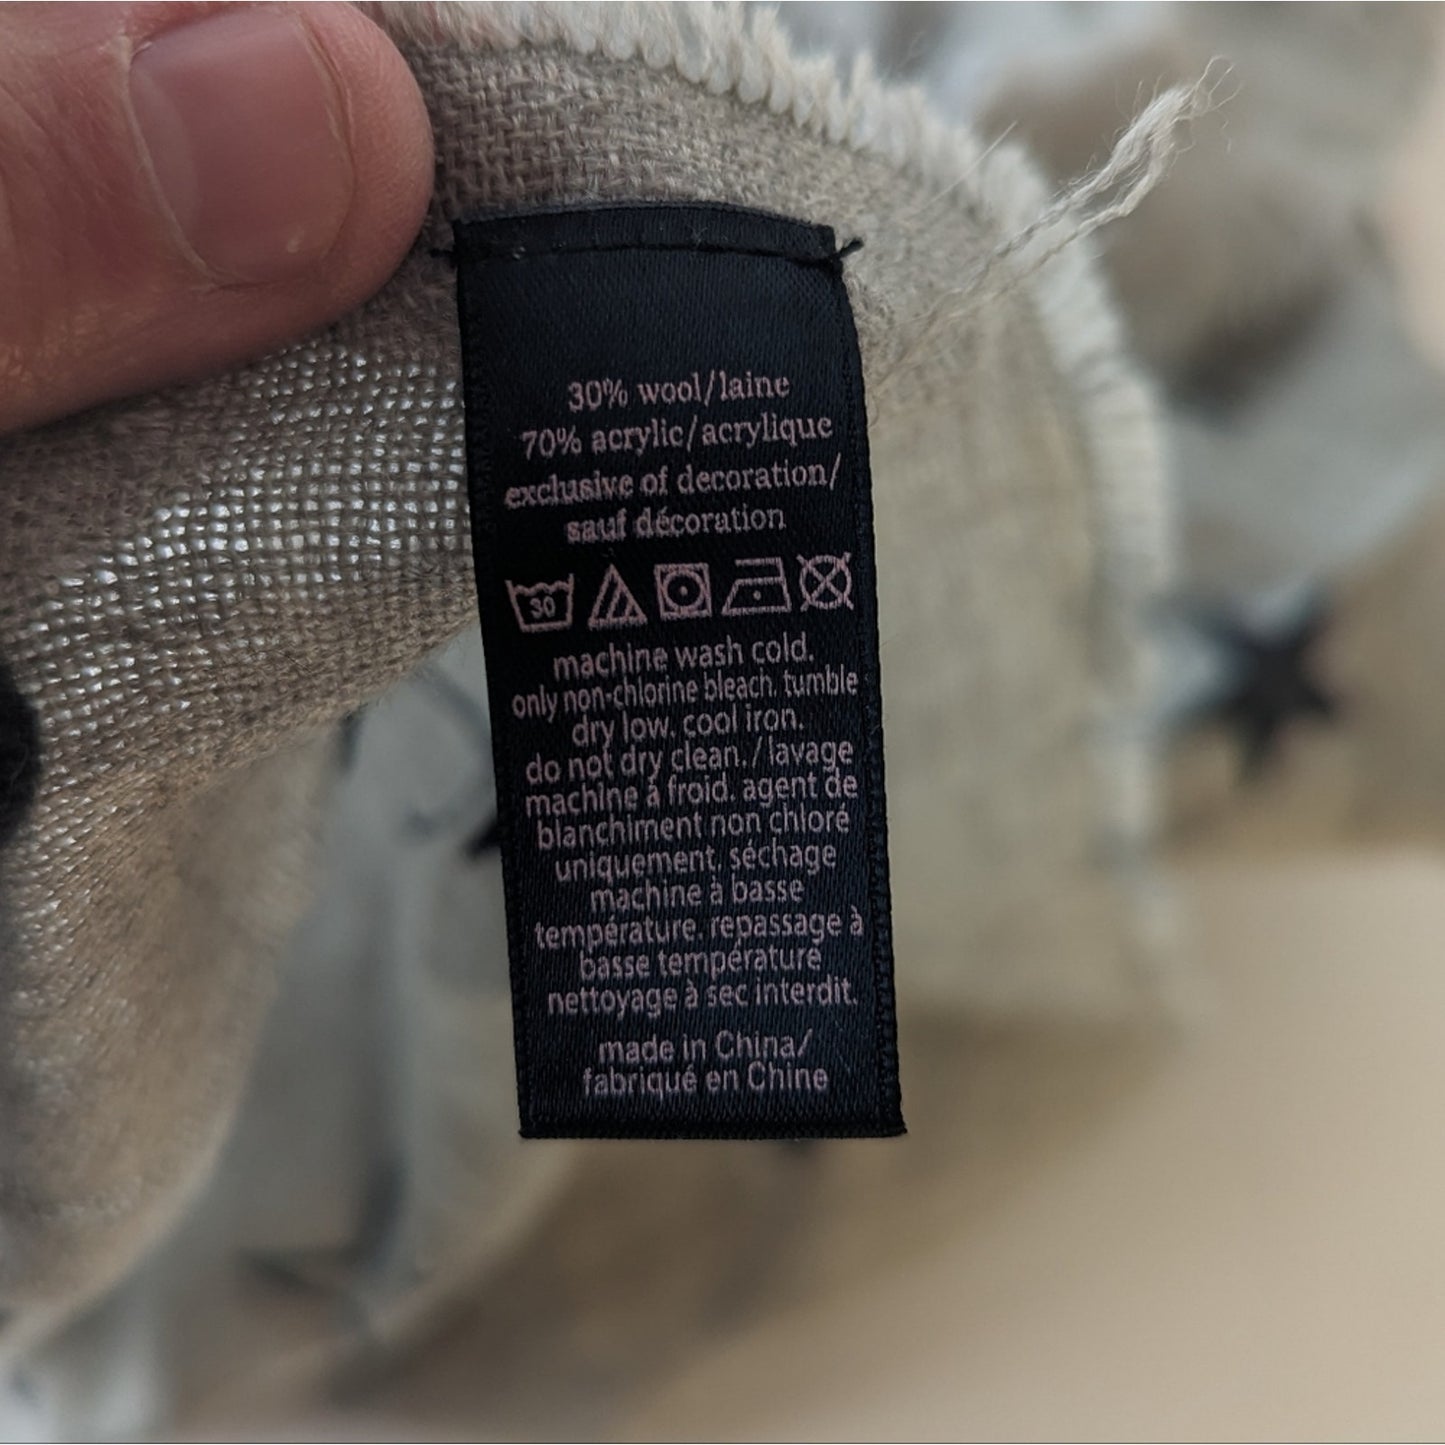 30% wool/laine
70% acrylic/acrylique
exclusive of decoration/
sauf décoration
30
machine wash cold.
only non-chlorine bleach. tumble
dry low. cool iron.
do not dry clean./lavage
machine á froid. agent de
blanchiment non chloré
uniquement. séchage
machine à basse
température. repassage à
basse température
nettoyage à sec interdit.
made in China/
fabriqué en Chine